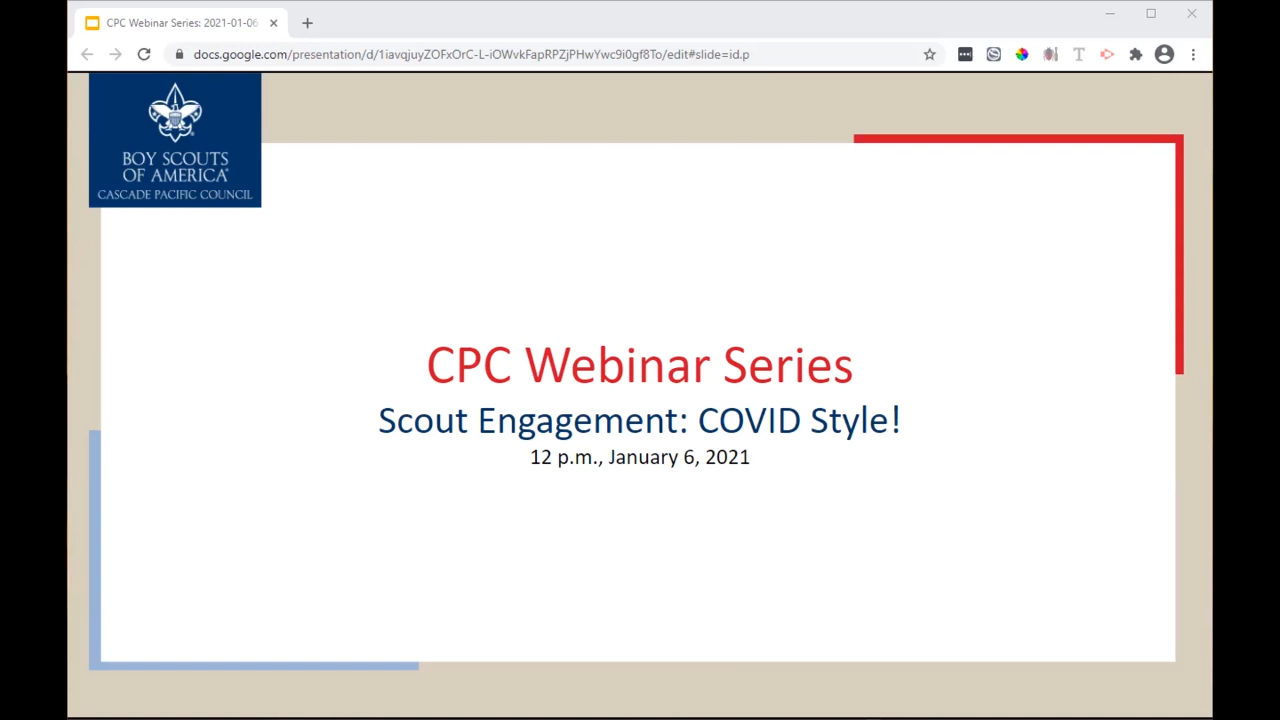 CPC Webinar Series: 2021-01-06
docs.google.com/presentation/d/1iavqjuyZOFxOrC-L-iOWvkFapRPZjPHwYwc9i0gf8To/edit#slide=id.p
BOY SCOUTS
OF AMERICA®
CASCADE PACIFIC COUNCIL
CPC Webinar Series
Scout Engagement: COVID Style!
12 p.m., January 6, 2021